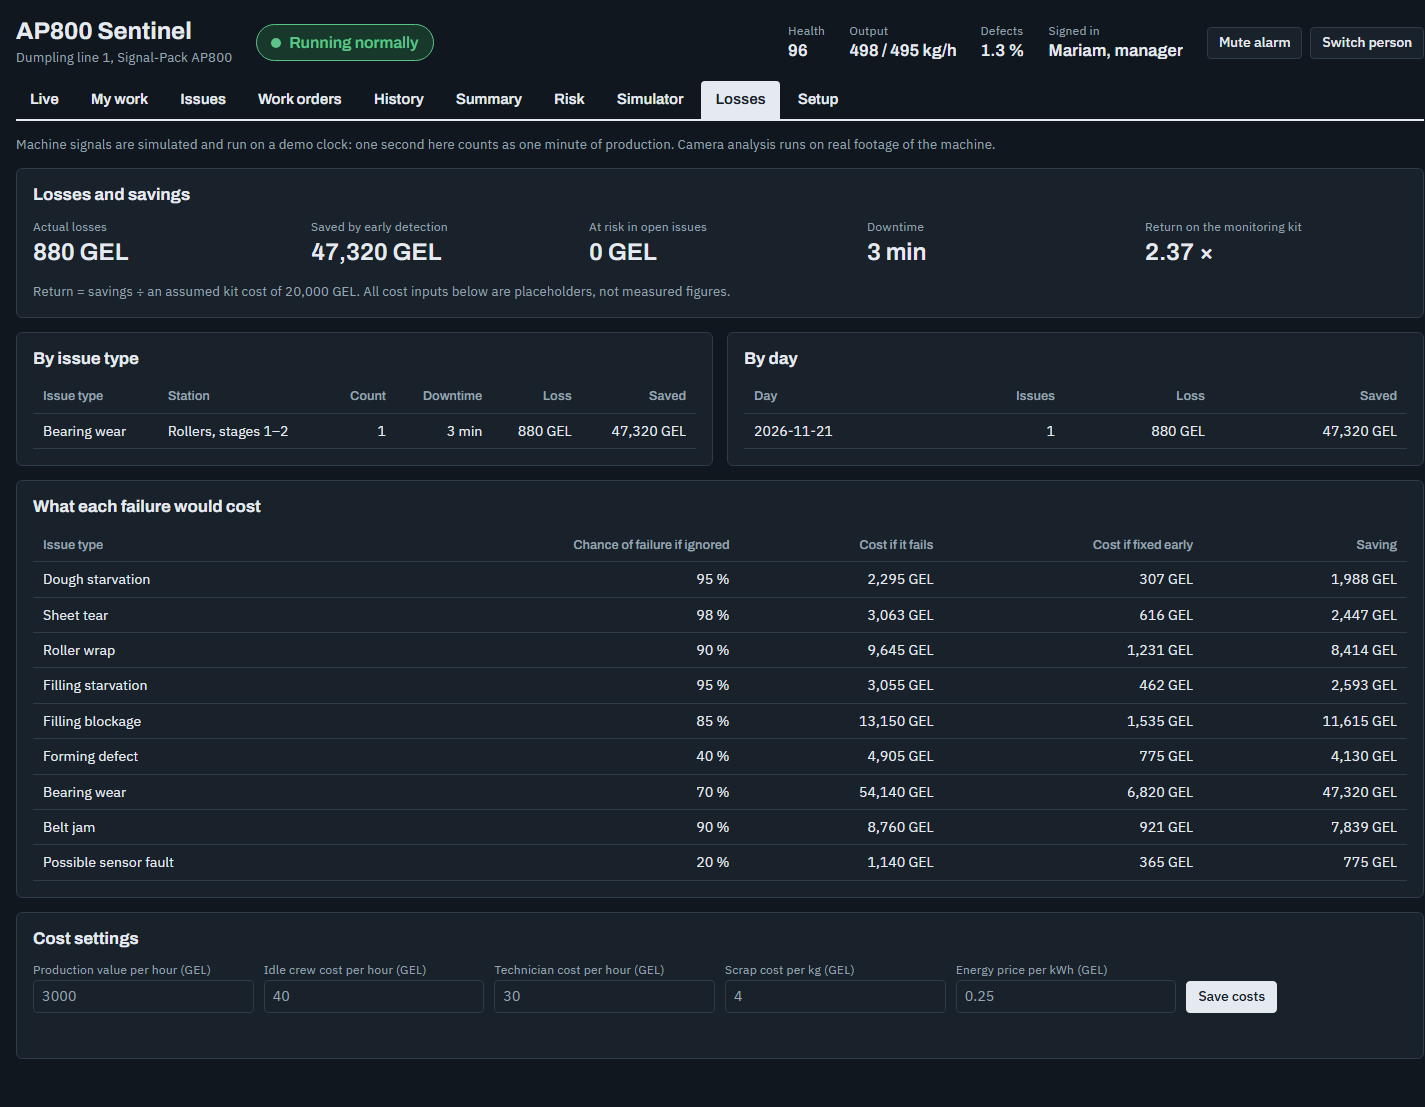 AP800 Sentinel
Dumpling line 1, Signal-Pack AP800
Running normally
Health
96
Output
498 / 495 kg/h
Defects
1.3 %
Signed in
Mariam, manager
Mute alarm
Switch person
Live
My work
Issues
Work orders
History
Summary
Risk
Simulator
Losses
Setup
Machine signals are simulated and run on a demo clock: one second here counts as one minute of production. Camera analysis runs on real footage of the machine.
Losses and savings
Actual losses
880 GEL
Saved by early detection
47,320 GEL
At risk in open issues
0 GEL
Downtime
3 min
Return on the monitoring kit
2.37 ×
Return = savings ÷ an assumed kit cost of 20,000 GEL. All cost inputs below are placeholders, not measured figures.
By issue type
Issue type Station Count Downtime Loss Saved
Bearing wear Rollers, stages 1–2 1 3 min 880 GEL 47,320 GEL
By day
Day Issues Loss Saved
2026-11-21 1 880 GEL 47,320 GEL
What each failure would cost
Issue type Chance of failure if ignored Cost if it fails Cost if fixed early Saving
Dough starvation 95 % 2,295 GEL 307 GEL 1,988 GEL
Sheet tear 98 % 3,063 GEL 616 GEL 2,447 GEL
Roller wrap 90 % 9,645 GEL 1,231 GEL 8,414 GEL
Filling starvation 95 % 3,055 GEL 462 GEL 2,593 GEL
Filling blockage 85 % 13,150 GEL 1,535 GEL 11,615 GEL
Forming defect 40 % 4,905 GEL 775 GEL 4,130 GEL
Bearing wear 70 % 54,140 GEL 6,820 GEL 47,320 GEL
Belt jam 90 % 8,760 GEL 921 GEL 7,839 GEL
Possible sensor fault 20 % 1,140 GEL 365 GEL 775 GEL
Cost settings
Production value per hour (GEL)
3000
Idle crew cost per hour (GEL)
40
Technician cost per hour (GEL)
30
Scrap cost per kg (GEL)
4
Energy price per kWh (GEL)
0.25
Save costs